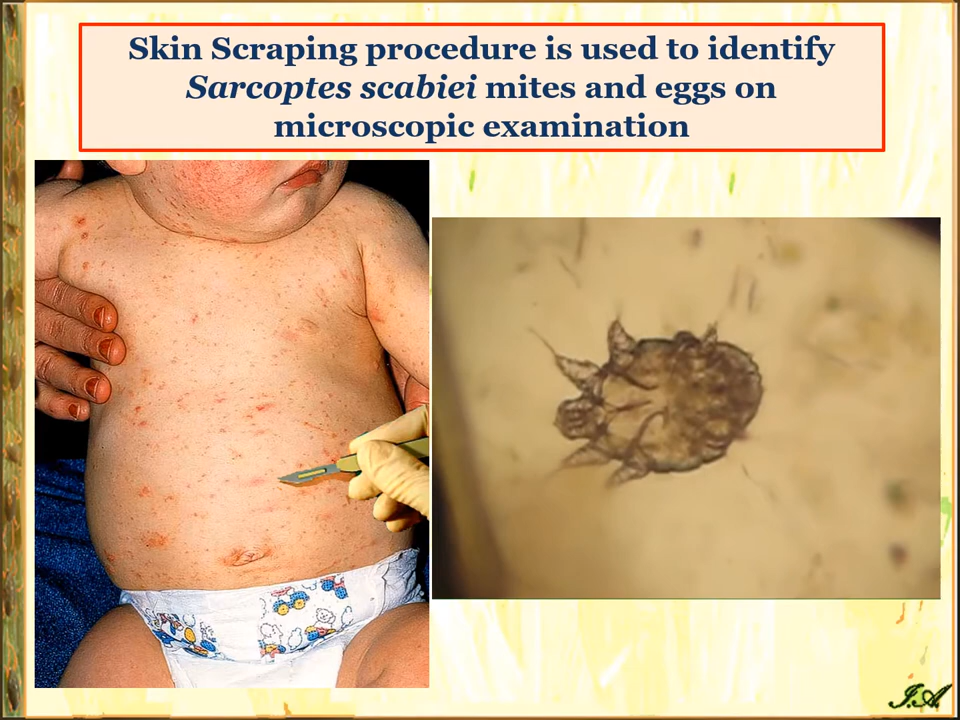 Skin Scraping procedure is used to identify
Sarcoptes scabiei mites and eggs on
microscopic examination
J.A.